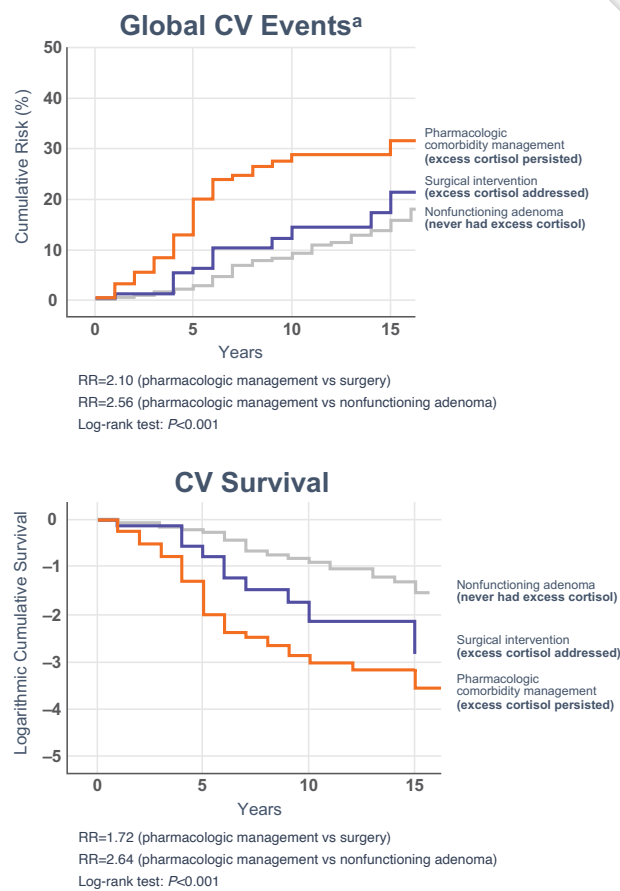 Global CV Eventsᵃ
Cumulative Risk (%)
50
40
30
20
10
0
0
5
10
15
Years
Pharmacologic
comorbidity management
(excess cortisol persisted)
Surgical intervention
(excess cortisol addressed)
Nonfunctioning adenoma
(never had excess cortisol)
RR=2.10 (pharmacologic management vs surgery)
RR=2.56 (pharmacologic management vs nonfunctioning adenoma)
Log-rank test: P<0.001
CV Survival
Logarithmic Cumulative Survival
0
–1
–2
–3
–4
–5
0
5
10
15
Years
Nonfunctioning adenoma
(never had excess cortisol)
Surgical intervention
(excess cortisol addressed)
Pharmacologic
comorbidity management
(excess cortisol persisted)
RR=1.72 (pharmacologic management vs surgery)
RR=2.64 (pharmacologic management vs nonfunctioning adenoma)
Log-rank test: P<0.001